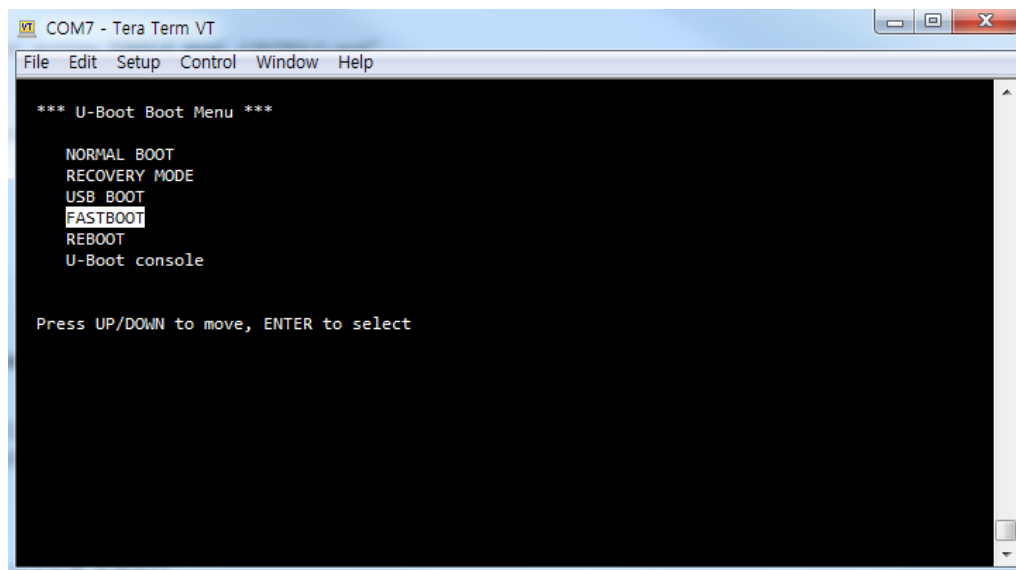 COM7 - Tera Term VT
File Edit Setup Control Window Help
*** U-Boot Boot Menu ***
NORMAL BOOT
RECOVERY MODE
USB BOOT
FASTBOOT
REBOOT
U-Boot console
Press UP/DOWN to move, ENTER to select